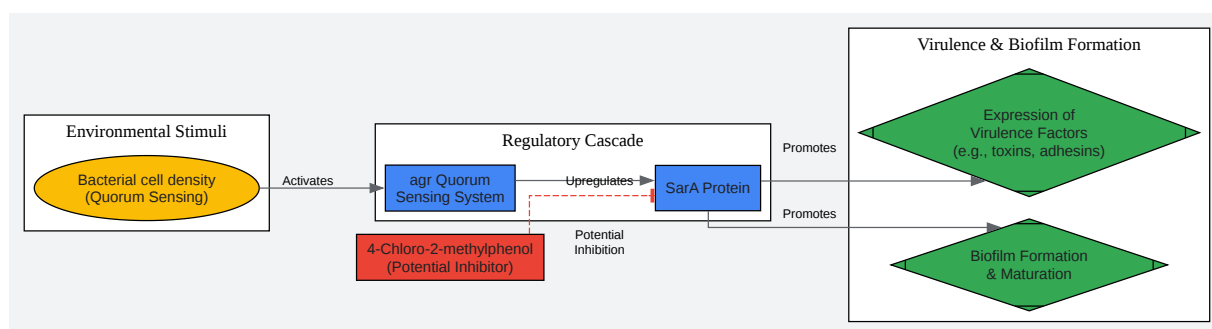 Environmental Stimuli
Bacterial cell density
(Quorum Sensing)
Activates
Regulatory Cascade
agr Quorum
Sensing System
Upregulates
SarA Protein
4-Chloro-2-methylphenol
(Potential Inhibitor)
Potential
Inhibition
Promotes
Promotes
Virulence & Biofilm Formation
Expression of
Virulence Factors
(e.g., toxins, adhesins)
Biofilm Formation
& Maturation